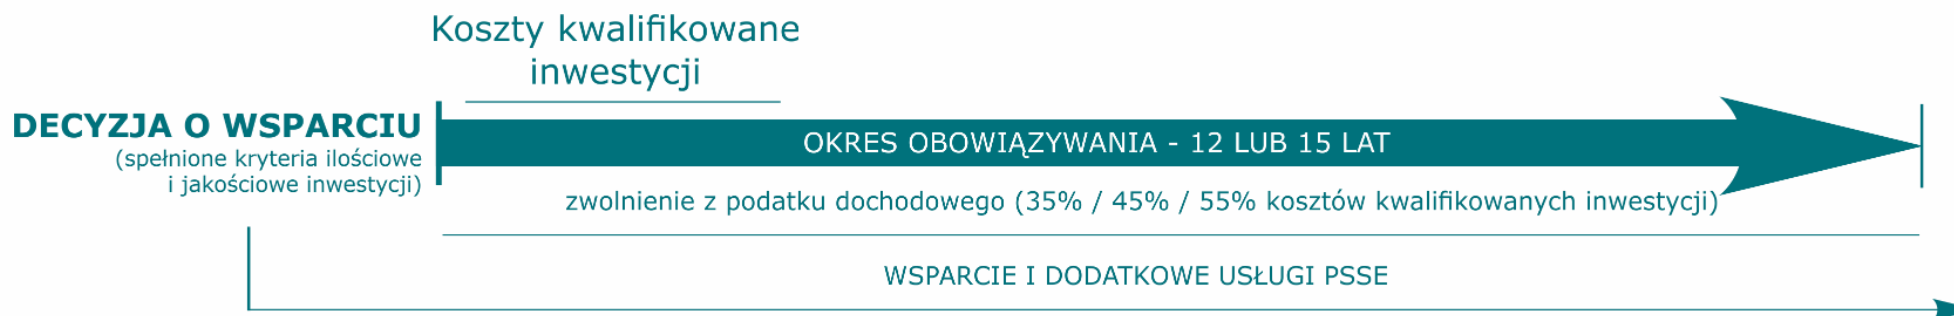 Koszty kwalifikowane
inwestycji
DECYZJA O WSPARCIU
(spełnione kryteria ilościowe
i jakościowe inwestycji)
OKRES OBOWIĄZYWANIA - 12 LUB 15 LAT
zwolnienie z podatku dochodowego (35% / 45% / 55% kosztów kwalifikowanych inwestycji)
WSPARCIE I DODATKOWE USŁUGI PSSE